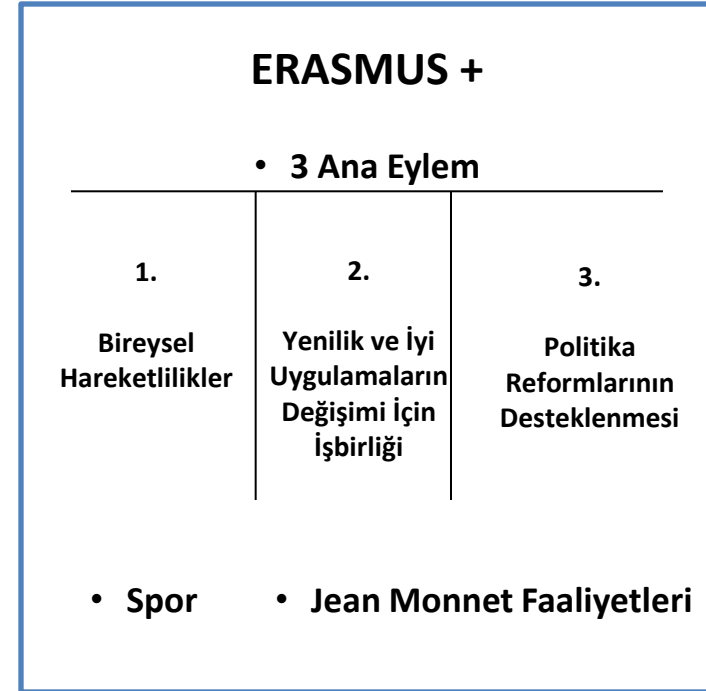 ERASMUS +
• 3 Ana Eylem
1.
Bireysel
Hareketlilikler
2.
Yenilik ve İyi
Uygulamaların
Değişimi İçin
İşbirliği
3.
Politika
Reformlarının
Desteklenmesi
• Spor
• Jean Monnet Faaliyetleri